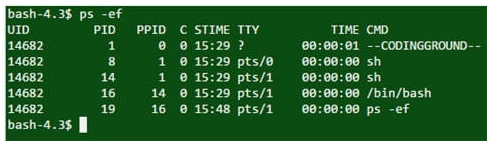 bash-4.3$ ps -ef
UID        PID  PPID  C STIME TTY          TIME CMD
14682        1     0  0 15:29 ?        00:00:01 --CODINGGROUND--
14682        8     1  0 15:29 pts/0    00:00:00 sh
14682       14     1  0 15:29 pts/1    00:00:00 sh
14682       16    14  0 15:29 pts/1    00:00:00 /bin/bash
14682       19    16  0 15:48 pts/1    00:00:00 ps -ef
bash-4.3$